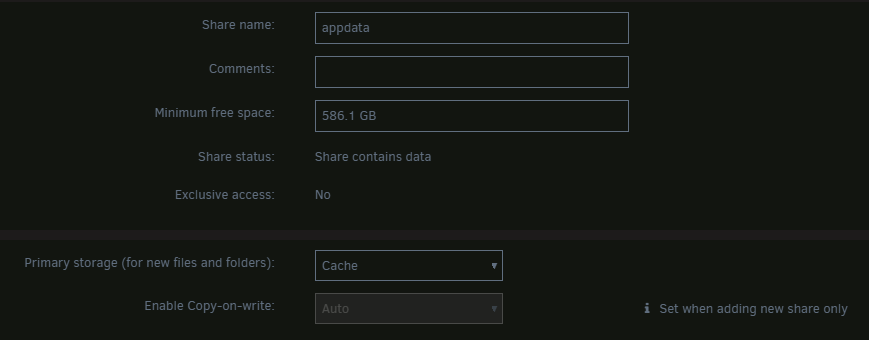 Share name: appdata
Comments:
Minimum free space: 586.1 GB
Share status: Share contains data
Exclusive access: No
Primary storage (for new files and folders): Cache
Enable Copy-on-write: Auto Set when adding new share only